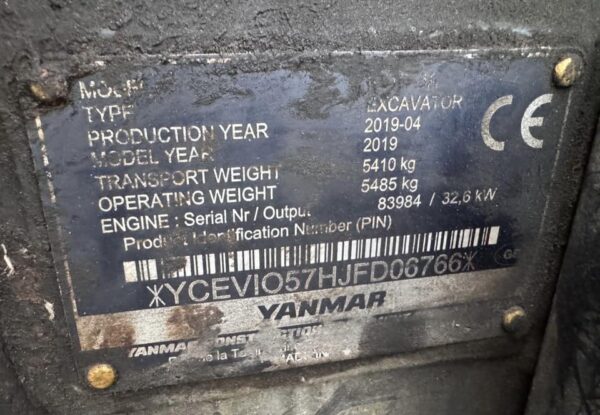 TYPE EXCAVATOR
PRODUCTION YEAR 2019-04
MODEL YEAR 2019
TRANSPORT WEIGHT 5410 kg
OPERATING WEIGHT 5485 kg
ENGINE : Serial Nr / Output 83984 / 32,6 kW
Product Identification Number (PIN)
*YCEVIO57HJFD06766*
YANMAR
CE